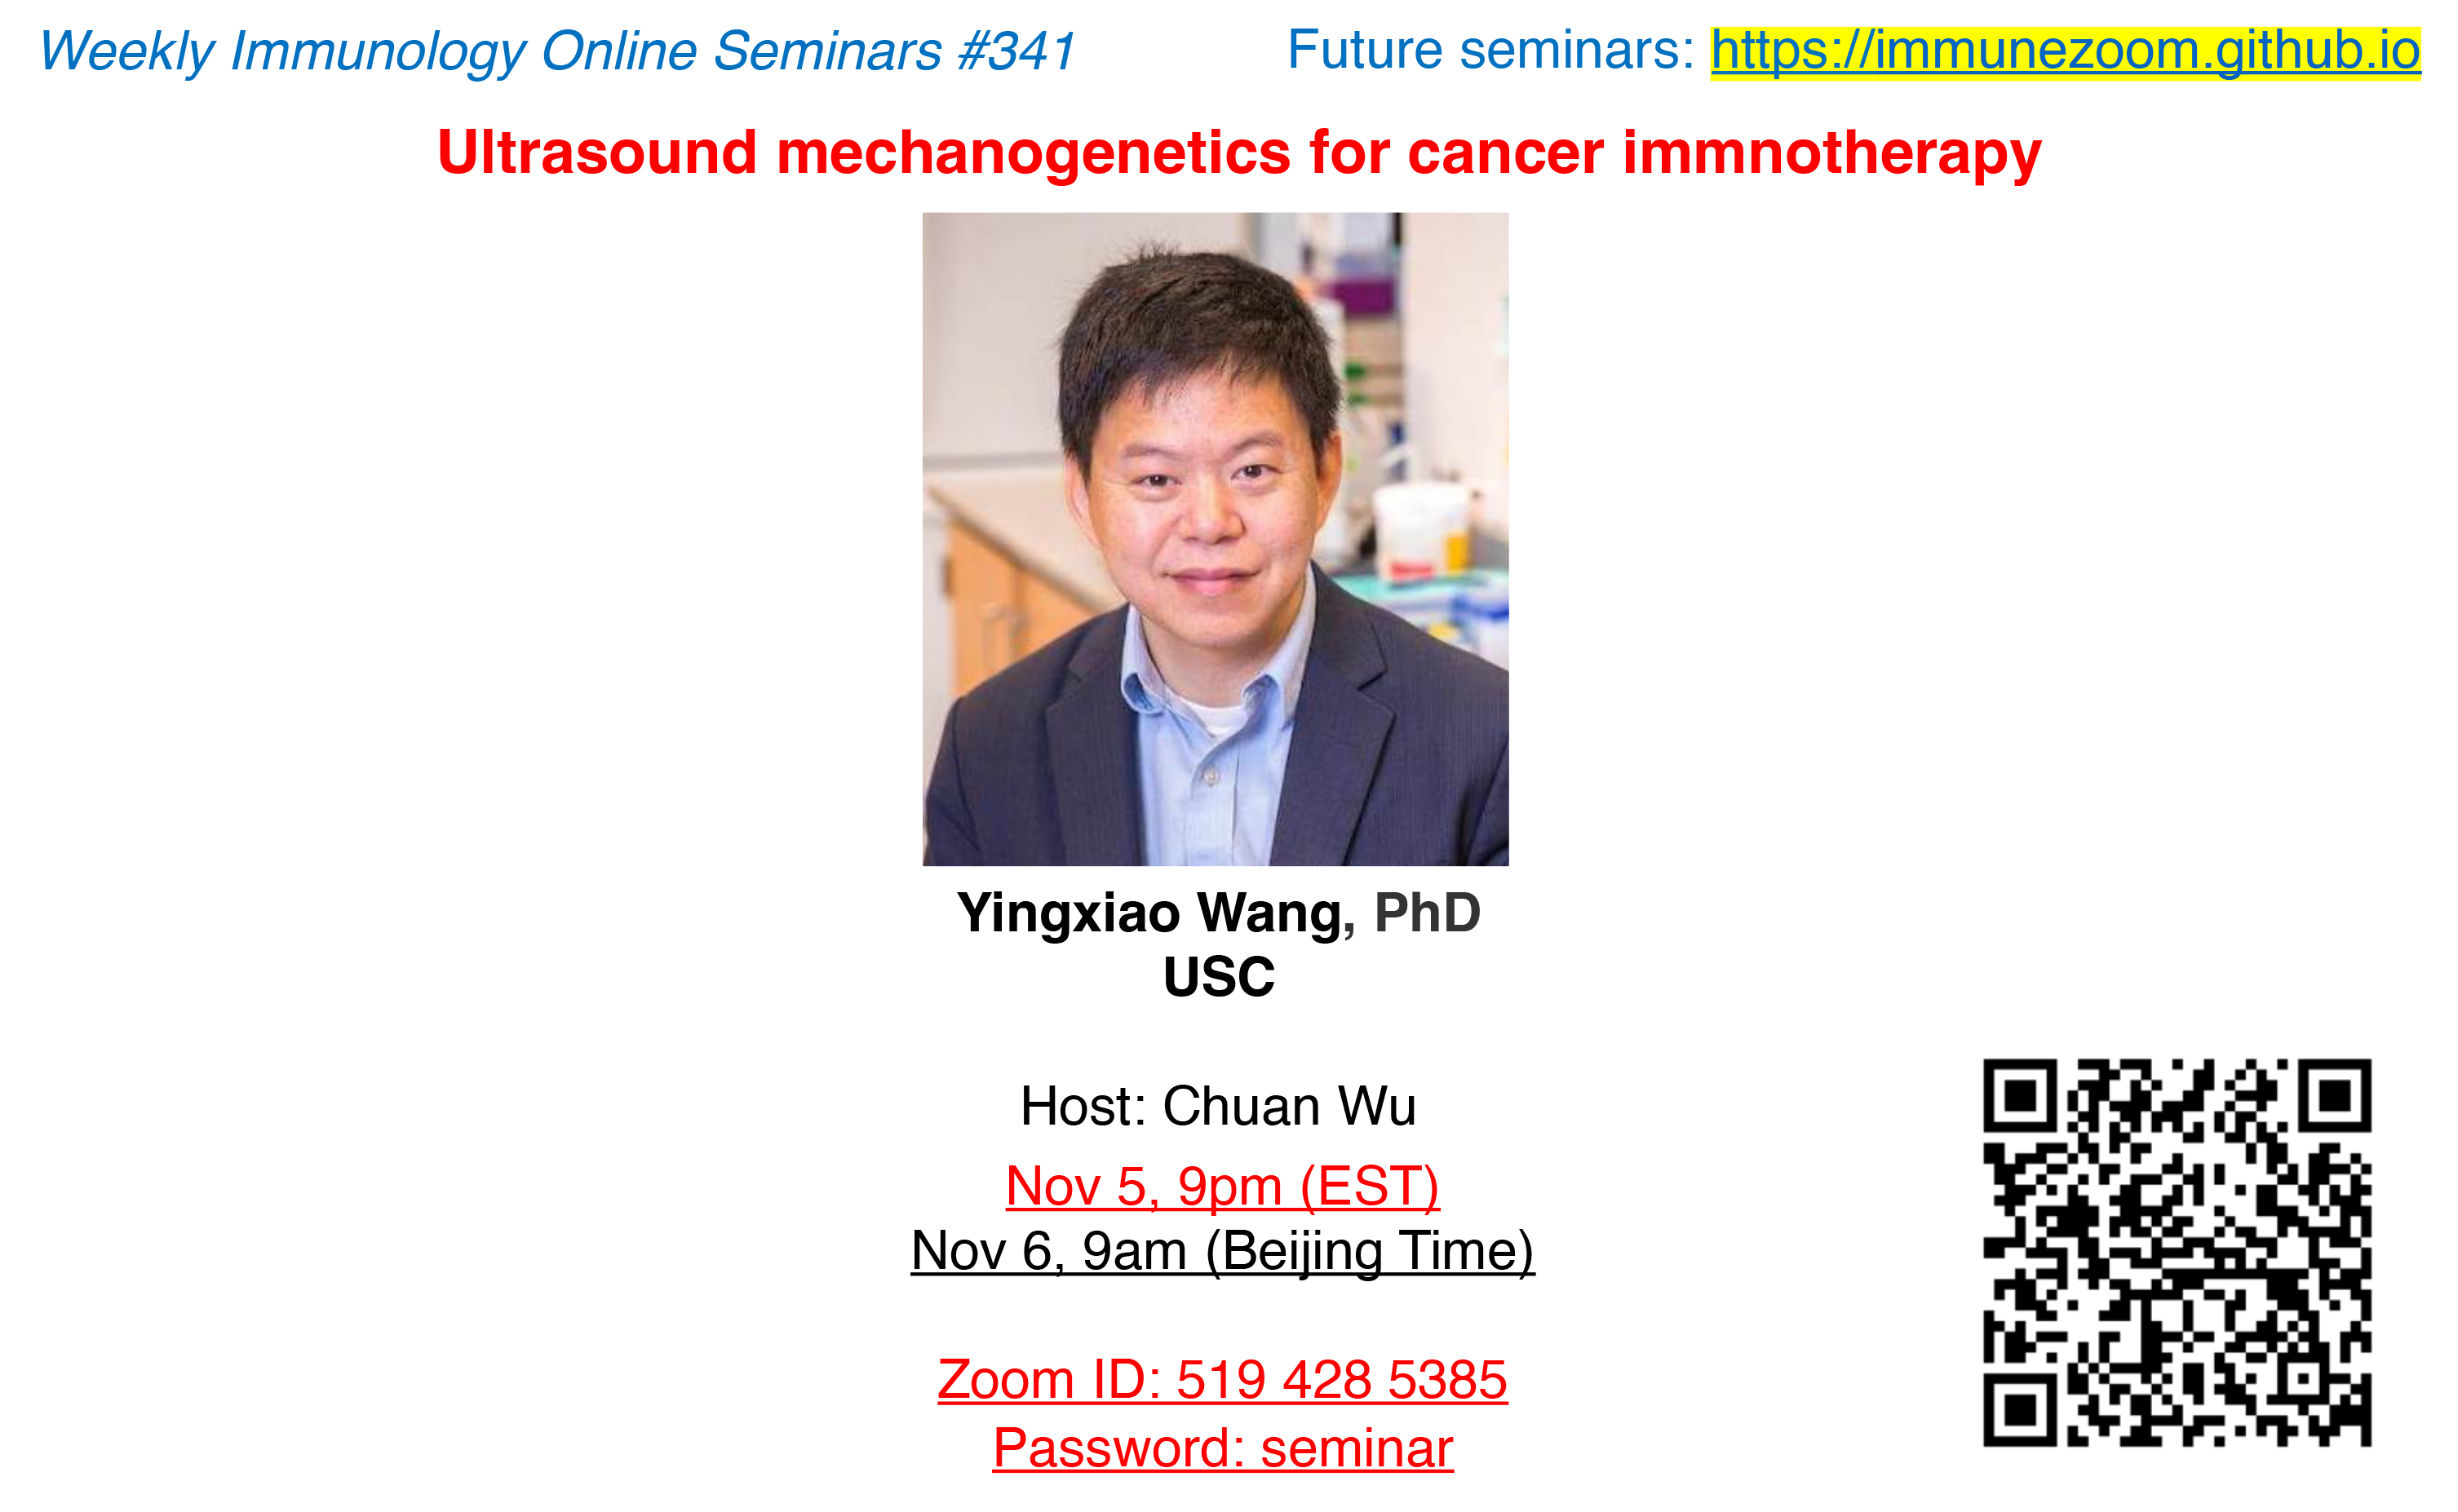 Weekly Immunology Online Seminars #341
Future seminars: https://immunezoom.github.io
Ultrasound mechanogenetics for cancer immnotherapy
Yingxiao Wang, PhD
USC
Host: Chuan Wu
Nov 5, 9pm (EST)
Nov 6, 9am (Beijing Time)
Zoom ID: 519 428 5385
Password: seminar